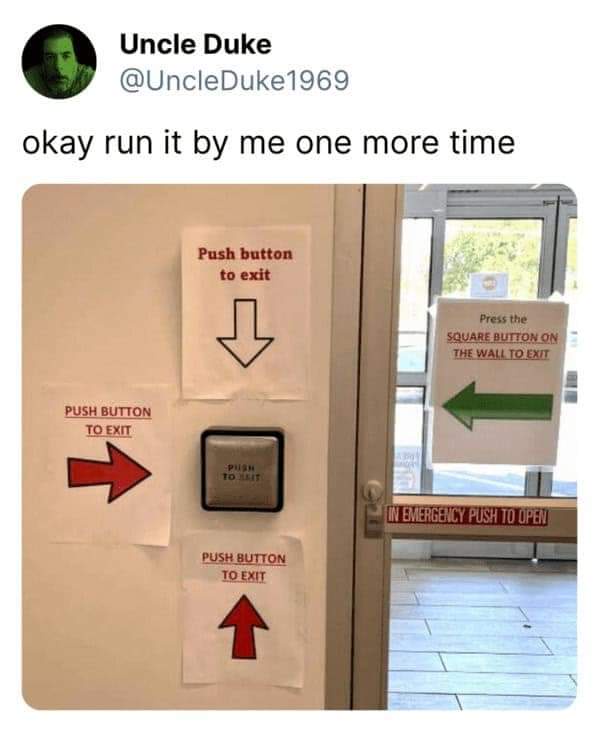 Uncle Duke
@UncleDuke1969
okay run it by me one more time
Push button
to exit
Press the
SQUARE BUTTON ON
THE WALL TO EXIT
PUSH BUTTON
TO EXIT
PUSH
TO EXIT
IN EMERGENCY PUSH TO OPEN
PUSH BUTTON
TO EXIT